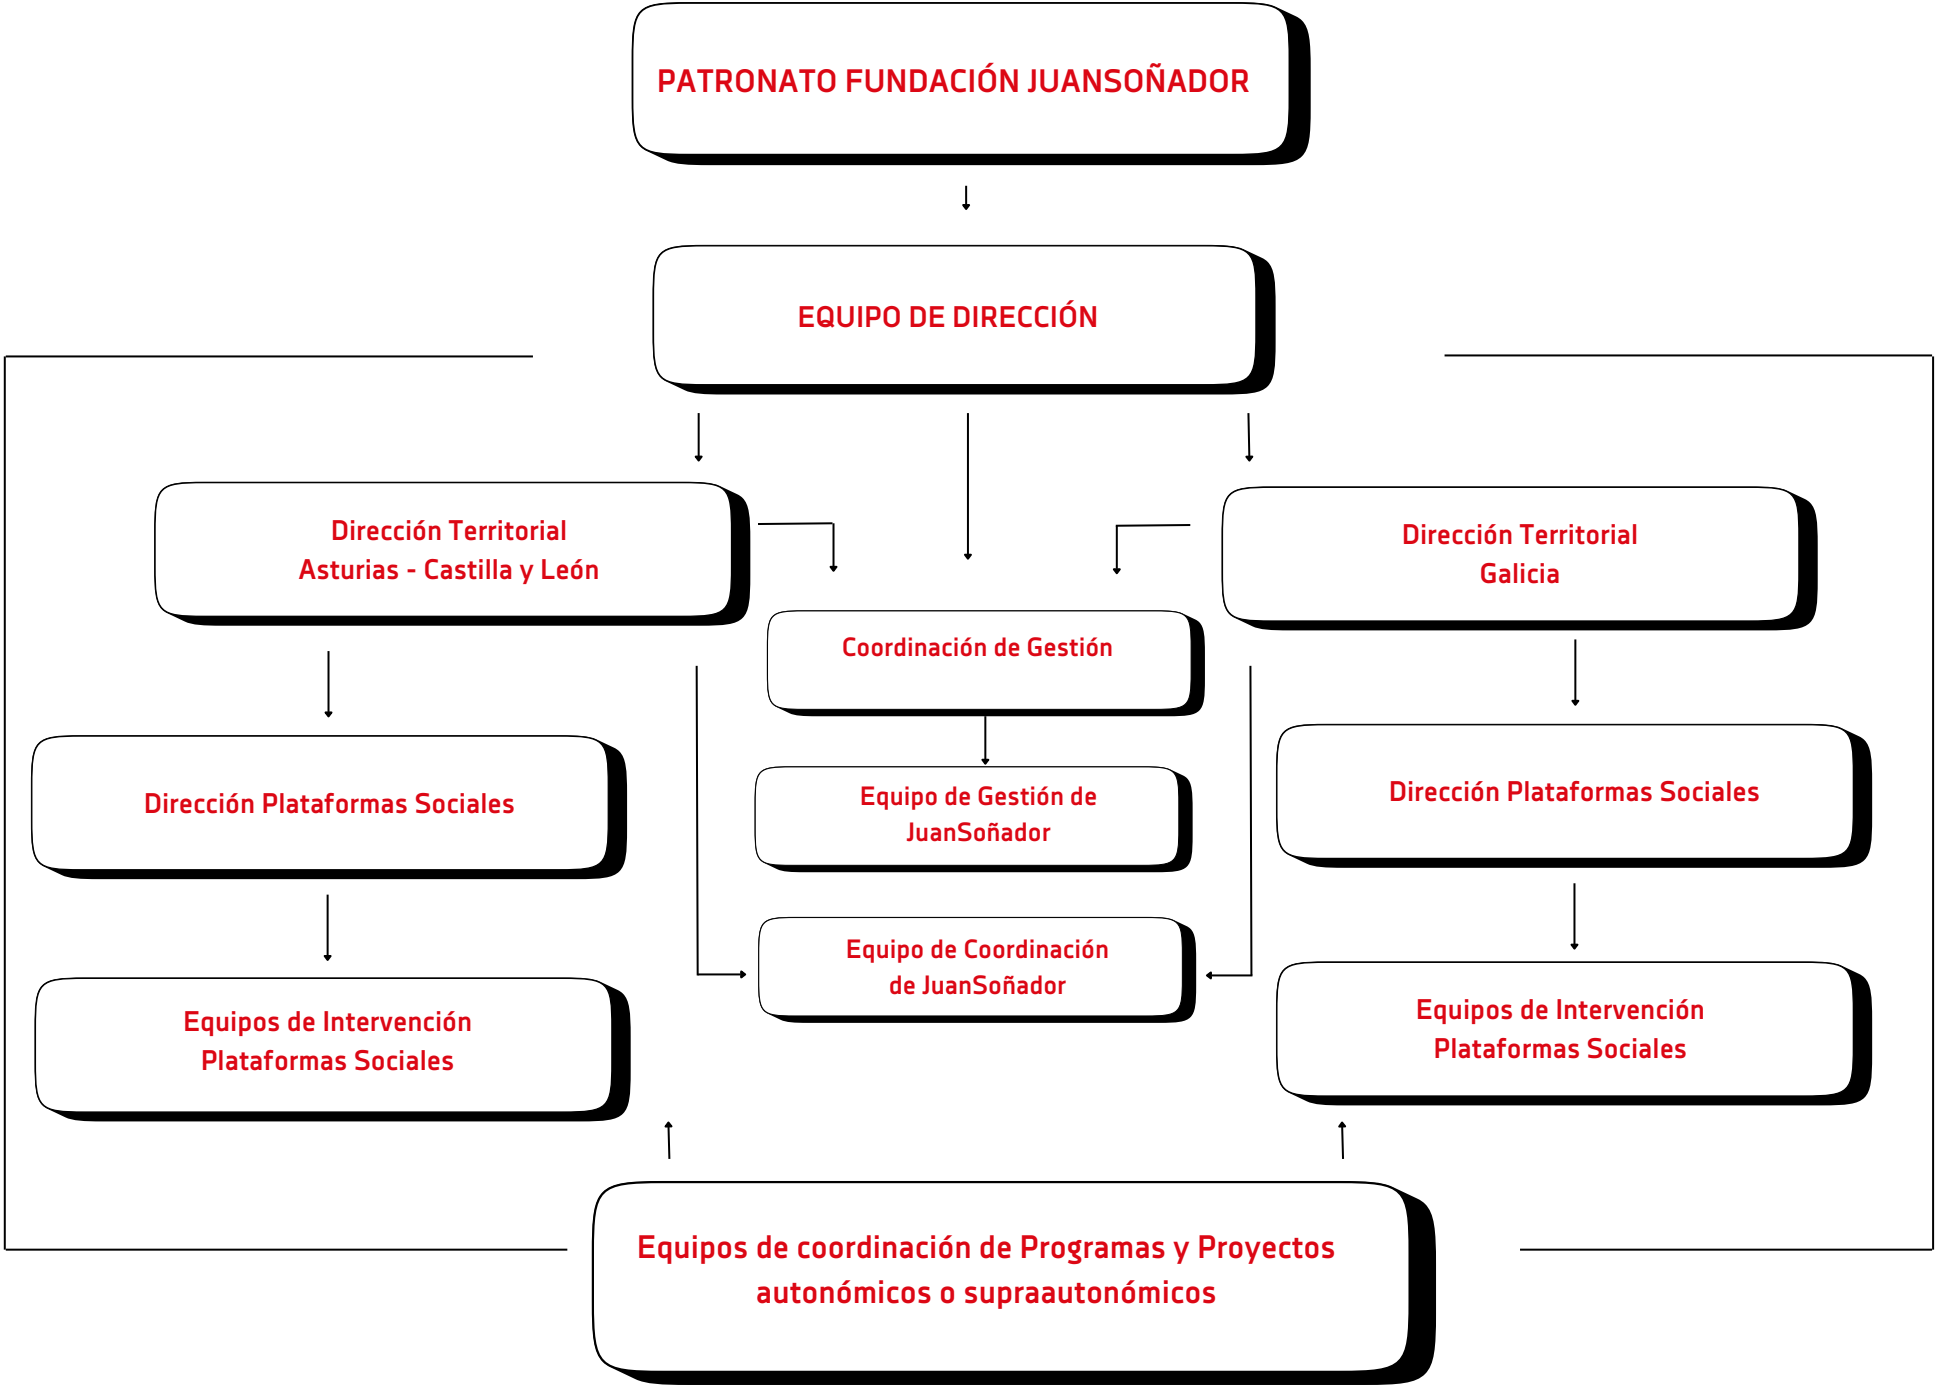 PATRONATO FUNDACIÓN JUANSOÑADOR
EQUIPO DE DIRECCIÓN
Dirección Territorial
Asturias - Castilla y León
Dirección Territorial
Galicia
Coordinación de Gestión
Dirección Plataformas Sociales
Equipo de Gestión de
JuanSoñador
Dirección Plataformas Sociales
Equipo de Coordinación
de JuanSoñador
Equipos de Intervención
Plataformas Sociales
Equipos de Intervención
Plataformas Sociales
Equipos de coordinación de Programas y Proyectos
autonómicos o supraautonómicos